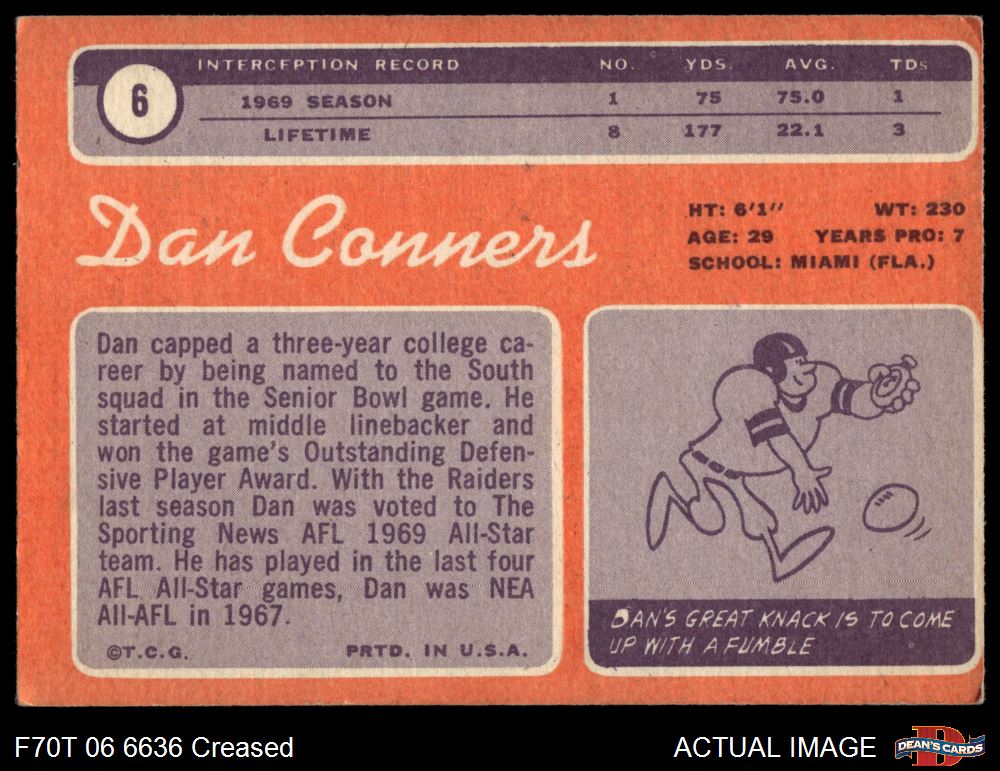 6
INTERCEPTION RECORD NO. YDS. AVG. TDs
1969 SEASON 1 75 75.0 1
LIFETIME 8 177 22.1 3
Dan Conners
HT: 6'1" WT: 230
AGE: 29 YEARS PRO: 7
SCHOOL: MIAMI (FLA.)
Dan capped a three-year college ca-
reer by being named to the South
squad in the Senior Bowl game. He
started at middle linebacker and
won the game's Outstanding Defen-
sive Player Award. With the Raiders
last season Dan was voted to The
Sporting News AFL 1969 All-Star
team. He has played in the last four
AFL All-Star games, Dan was NEA
All-AFL in 1967.
©T.C.G. PRTD. IN U.S.A.
DAN'S GREAT KNACK IS TO COME
UP WITH A FUMBLE
F70T 06 6636 Creased
ACTUAL IMAGE
DEAN'S CARDS